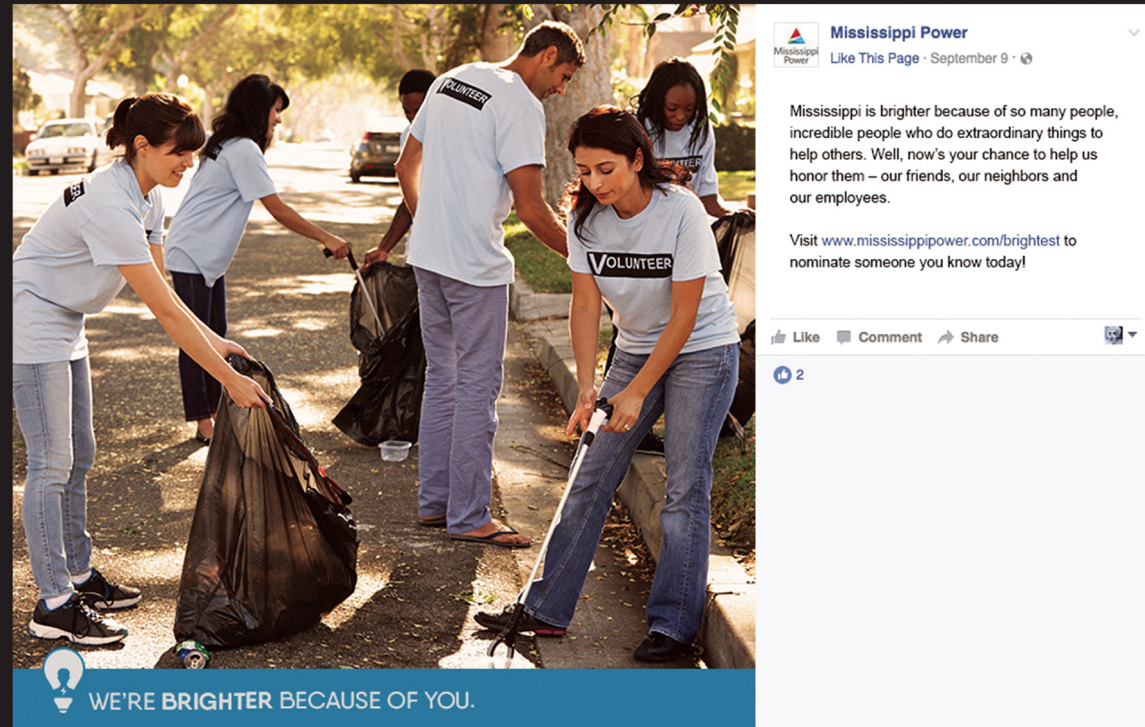 VOLUNTEER
VOLUNTEER
WE'RE BRIGHTER BECAUSE OF YOU.
Mississippi
Power
Mississippi Power
Like This Page · September 9 ·
Mississippi is brighter because of so many people,
incredible people who do extraordinary things to
help others. Well, now's your chance to help us
honor them – our friends, our neighbors and
our employees.
Visit www.mississippipower.com/brightest to
nominate someone you know today!
Like Comment Share
2